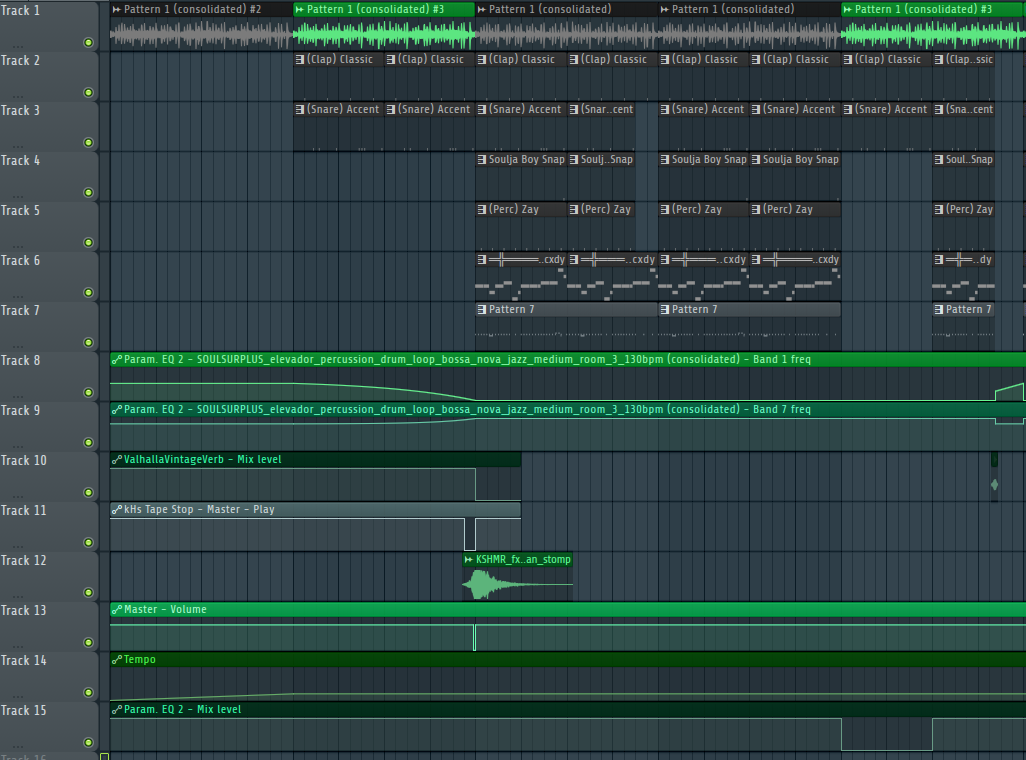 Track 1 Pattern 1 (consolidated) #2 Pattern 1 (consolidated) #3 Pattern 1 (consolidated) Pattern 1 (consolidated) Pattern 1 (consolidated) #3
Track 2 (Clap) Classic (Clap) Classic (Clap) Classic (Clap) Classic (Clap) Classic (Clap) Classic (Clap) Classic (Clap..ssic
Track 3 (Snare) Accent (Snare) Accent (Snare) Accent (Snar..cent (Snare) Accent (Snare) Accent (Snare) Accent (Sna..cent
Track 4 Soulja Boy Snap Soulj..Snap Soulja Boy Snap Soulja Boy Snap Soul..Snap
Track 5 (Perc) Zay (Perc) Zay (Perc) Zay (Perc) Zay (Perc) Zay
Track 6 ═╬════..cxdy ═╬════..cxdy ═╬════..cxdy ═╬════..cxdy ═╬═..dy
Track 7 Pattern 7 Pattern 7 Pattern 7
Track 8 Param. EQ 2 - SOULSURPLUS_elevador_percussion_drum_loop_bossa_nova_jazz_medium_room_3_130bpm (consolidated) - Band 1 freq
Track 9 Param. EQ 2 - SOULSURPLUS_elevador_percussion_drum_loop_bossa_nova_jazz_medium_room_3_130bpm (consolidated) - Band 7 freq
Track 10 ValhallaVintageVerb - Mix level
Track 11 kHs Tape Stop - Master - Play
Track 12 KSHMR_fx..an_stomp
Track 13 Master - Volume
Track 14 Tempo
Track 15 Param. EQ 2 - Mix level
Track 16